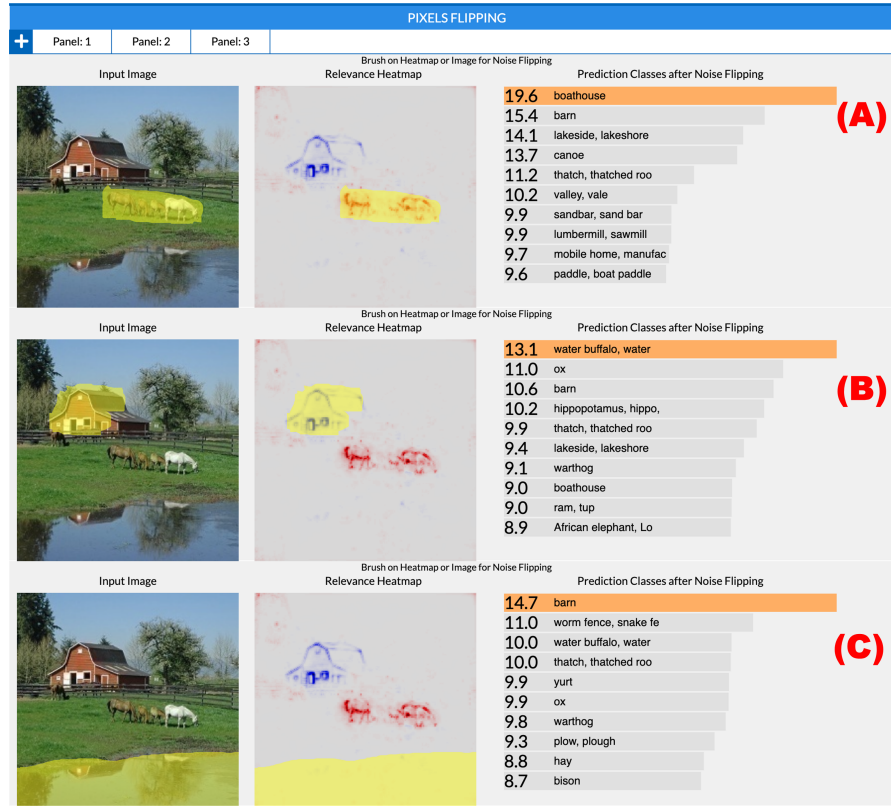 PIXELS FLIPPING
+ Panel: 1 Panel: 2 Panel: 3
Brush on Heatmap or Image for Noise Flipping
Input Image Relevance Heatmap Prediction Classes after Noise Flipping
19.6 boathouse
15.4 barn
(A)
14.1 lakeside, lakeshore
13.7 canoe
11.2 thatch, thatched roo
10.2 valley, vale
9.9 sandbar, sand bar
9.9 lumbermill, sawmill
9.7 mobile home, manufac
9.6 paddle, boat paddle
Brush on Heatmap or Image for Noise Flipping
Input Image Relevance Heatmap Prediction Classes after Noise Flipping
13.1 water buffalo, water
11.0 ox
10.6 barn
(B)
10.2 hippopotamus, hippo,
9.9 thatch, thatched roo
9.4 lakeside, lakeshore
9.1 warthog
9.0 boathouse
9.0 ram, tup
8.9 African elephant, Lo
Brush on Heatmap or Image for Noise Flipping
Input Image Relevance Heatmap Prediction Classes after Noise Flipping
14.7 barn
11.0 worm fence, snake fe
10.0 water buffalo, water
(C)
10.0 thatch, thatched roo
9.9 yurt
9.9 ox
9.8 warthog
9.3 plow, plough
8.8 hay
8.7 bison